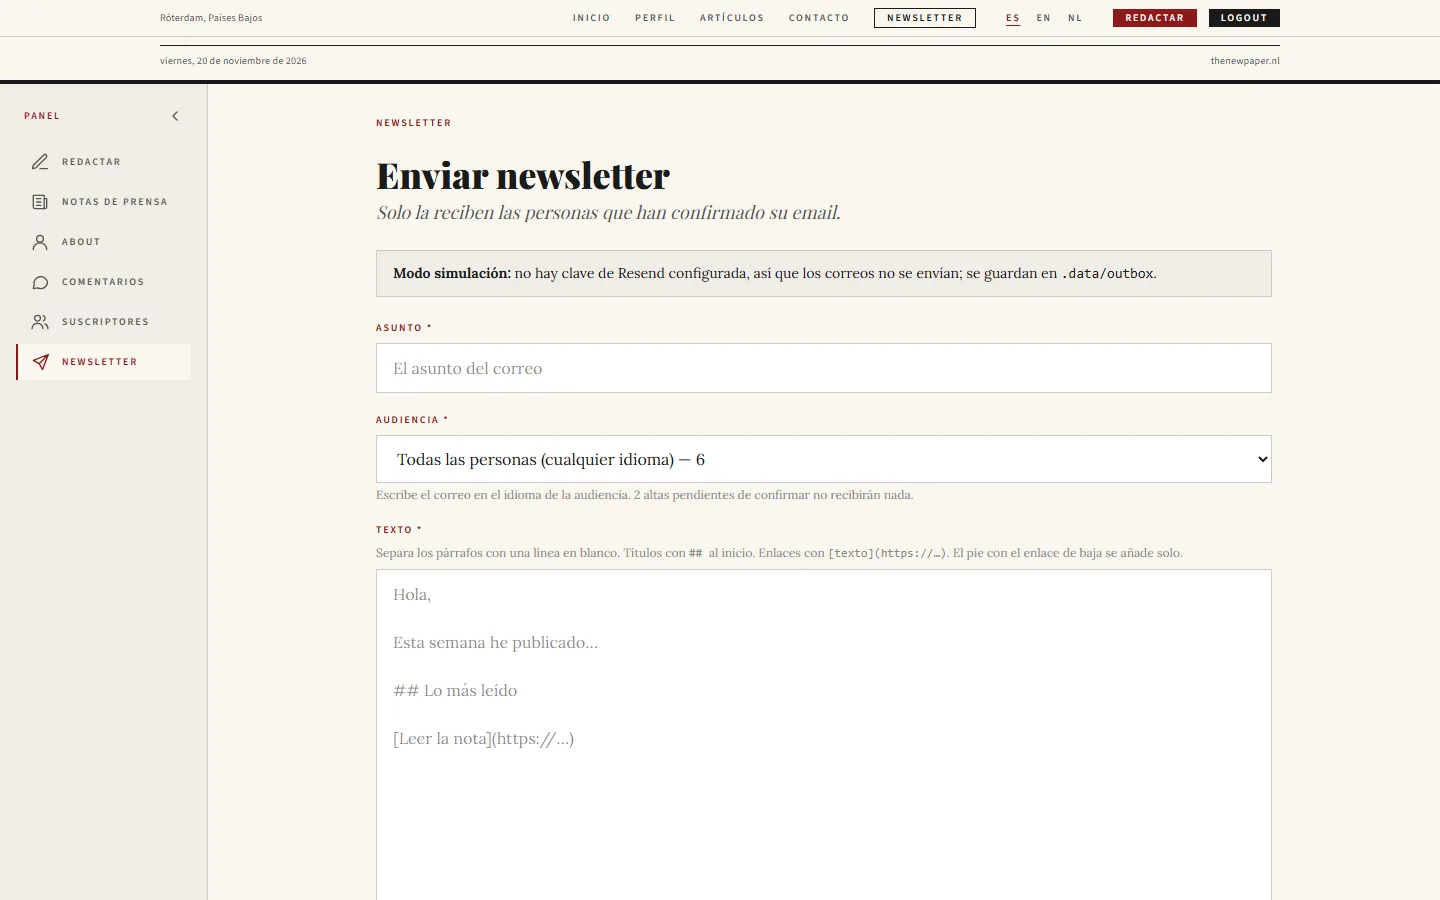 Róterdam, Países Bajos
INICIO PERFIL ARTÍCULOS CONTACTO NEWSLETTER ES EN NL REDACTAR LOGOUT
viernes, 20 de noviembre de 2026
thenewpaper.nl
PANEL
REDACTAR
NOTAS DE PRENSA
ABOUT
COMENTARIOS
SUSCRIPTORES
NEWSLETTER
NEWSLETTER
Enviar newsletter
Solo la reciben las personas que han confirmado su email.
Modo simulación: no hay clave de Resend configurada, así que los correos no se envían; se guardan en .data/outbox.
ASUNTO *
El asunto del correo
AUDIENCIA *
Todas las personas (cualquier idioma) — 6
Escribe el correo en el idioma de la audiencia. 2 altas pendientes de confirmar no recibirán nada.
TEXTO *
Separa los párrafos con una línea en blanco. Títulos con ## al inicio. Enlaces con [texto](https://…). El pie con el enlace de baja se añade solo.
Hola,
Esta semana he publicado…
## Lo más leído
[Leer la nota](https://…)